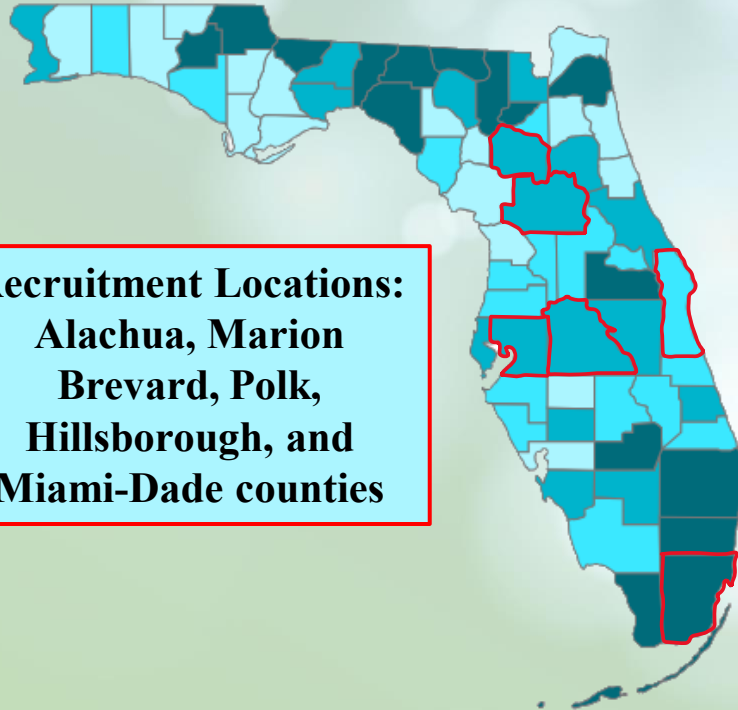 ecruitment Locations:
Alachua, Marion
Brevard, Polk,
Hillsborough, and
Miami-Dade counties